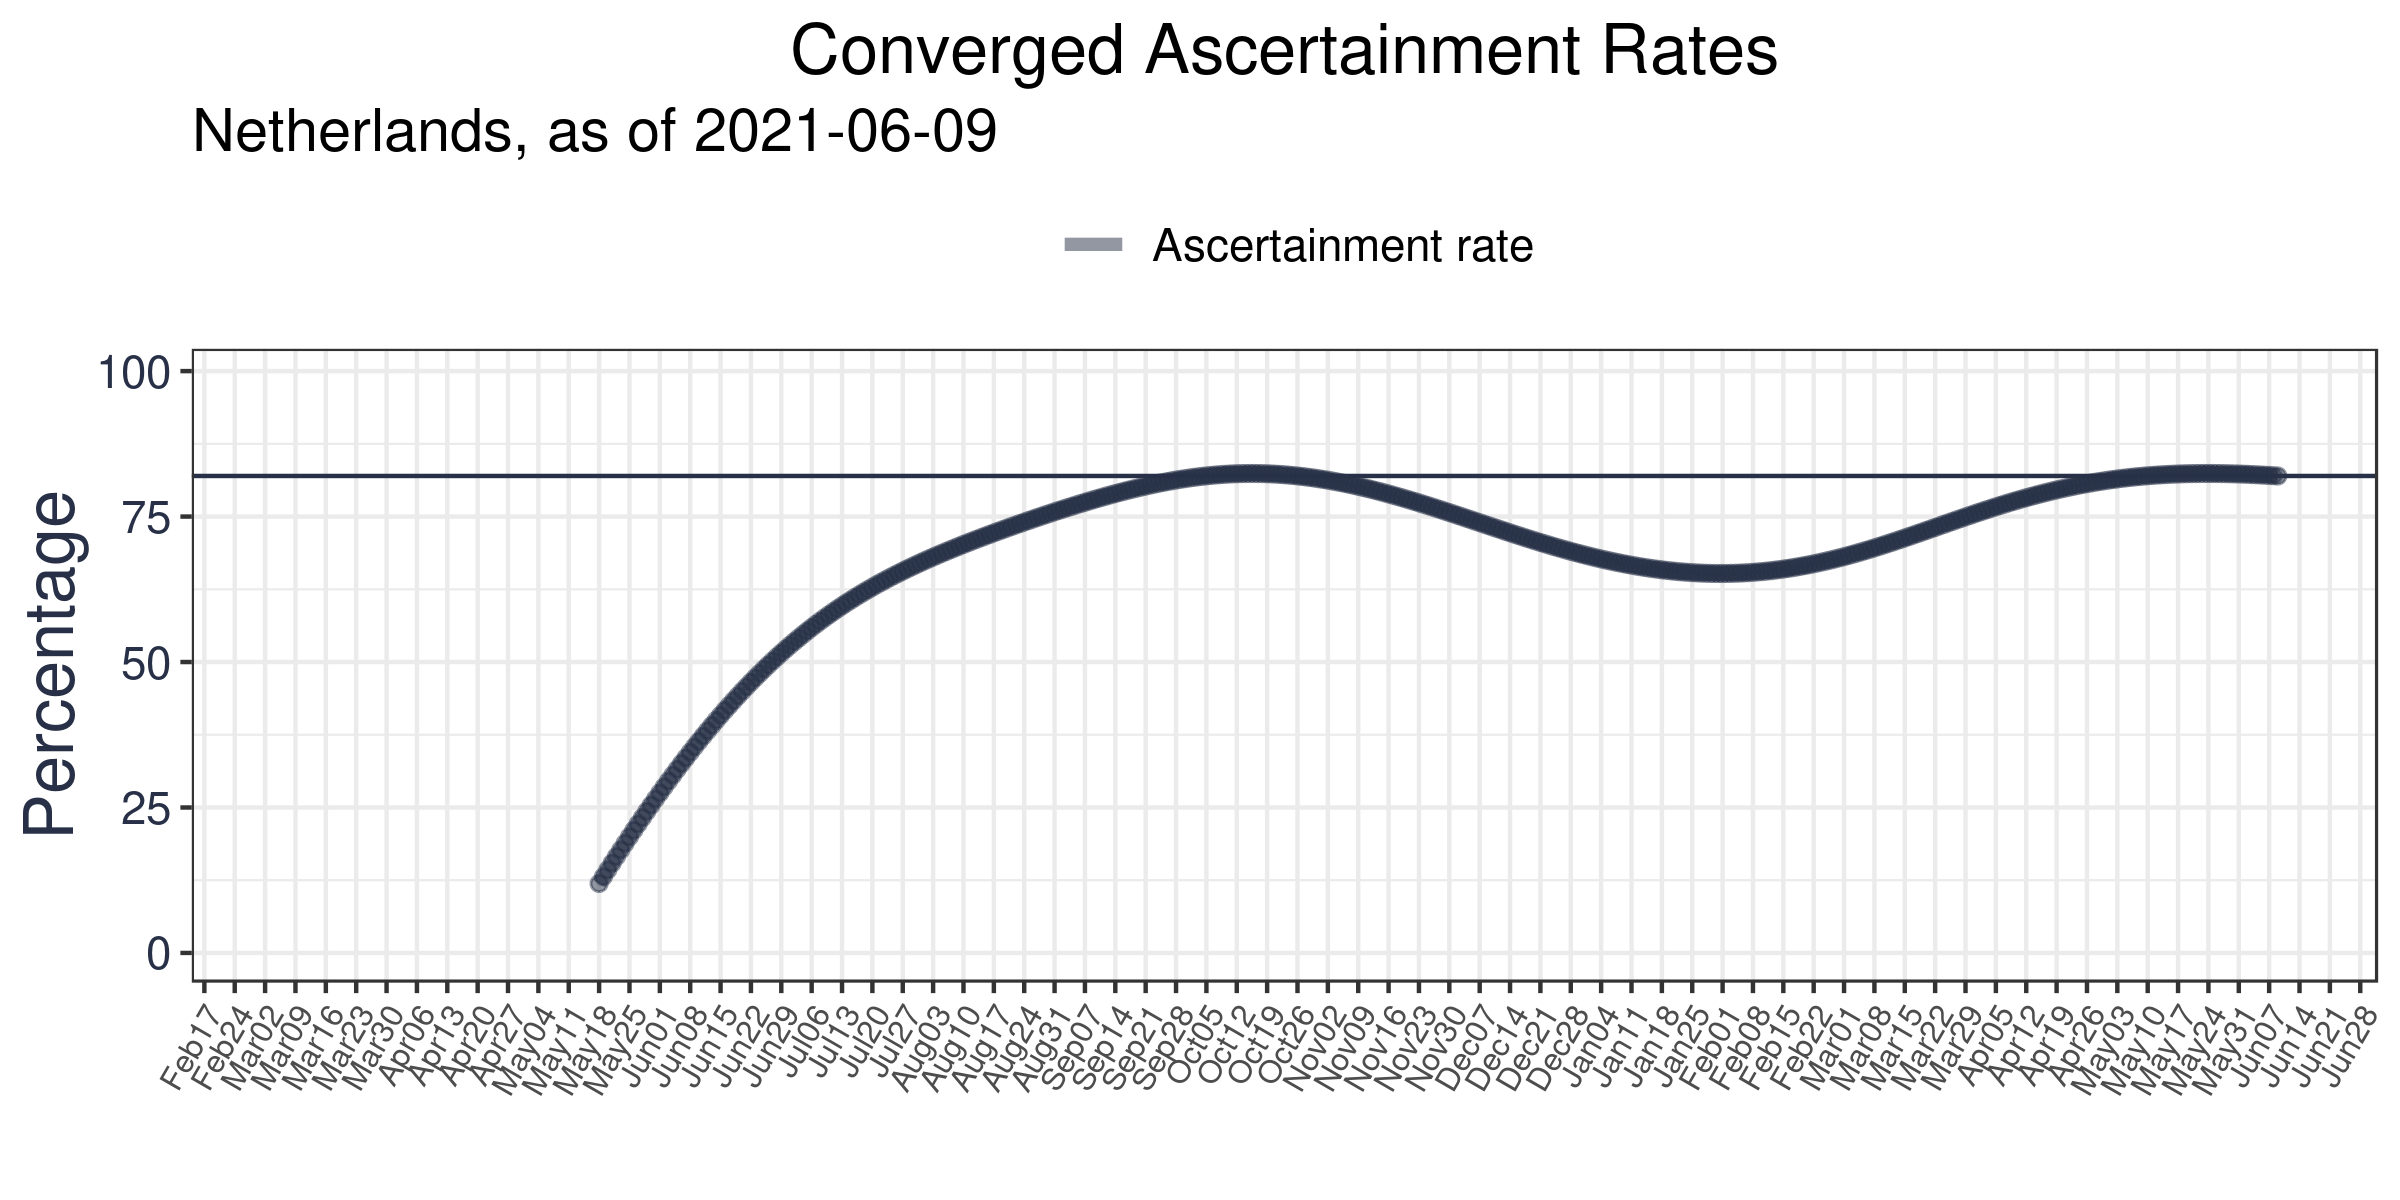 Converged Ascertainment Rates
Netherlands, as of 2021-06-09
Ascertainment rate
Percentage
100
75
50
25
0
Feb17 Feb24 Mar02 Mar09 Mar16 Mar23 Mar30 Apr06 Apr13 Apr20 Apr27 May04 May11 May18 May25 Jun01 Jun08 Jun15 Jun22 Jun29 Jul06 Jul13 Jul20 Jul27 Aug03 Aug10 Aug17 Aug24 Aug31 Sep07 Sep14 Sep21 Sep28 Oct05 Oct12 Oct19 Oct26 Nov02 Nov09 Nov16 Nov23 Nov30 Dec07 Dec14 Dec21 Dec28 Jan04 Jan11 Jan18 Jan25 Feb01 Feb08 Feb15 Feb22 Mar01 Mar08 Mar15 Mar22 Mar29 Apr05 Apr12 Apr19 Apr26 May03 May10 May17 May24 May31 Jun07 Jun14 Jun21 Jun28